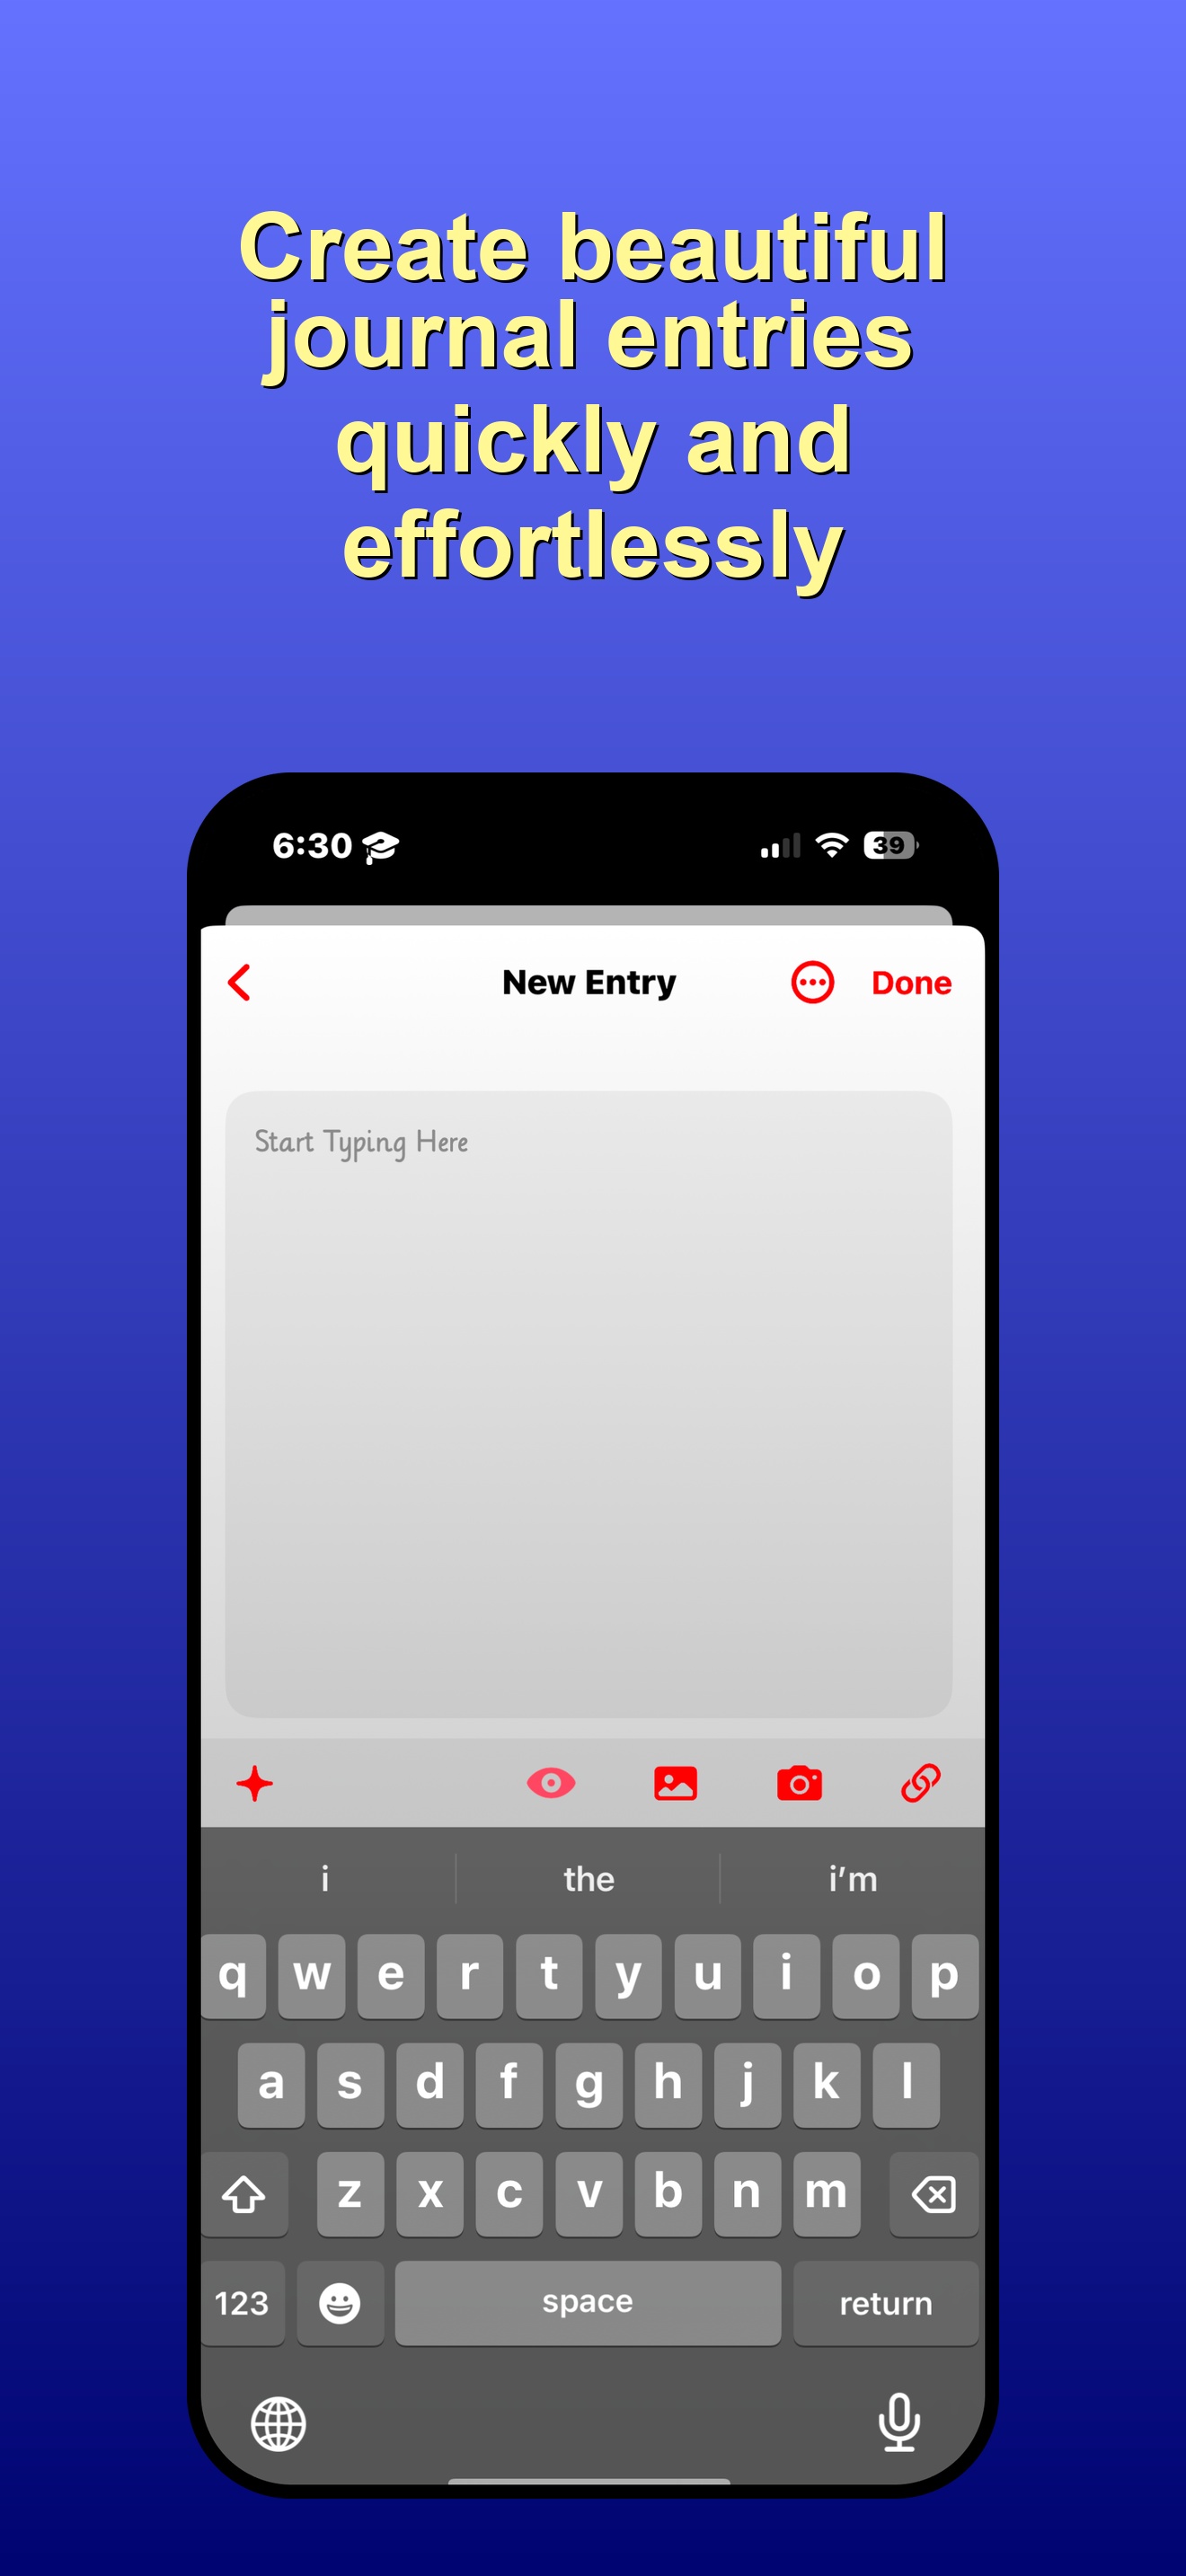 Create beautiful
journal entries
quickly and
effortlessly
6:30
39
New Entry
Done
Start Typing Here
i the i’m
q w e r t y u i o p
a s d f g h j k l
z x c v b n m
123 space return